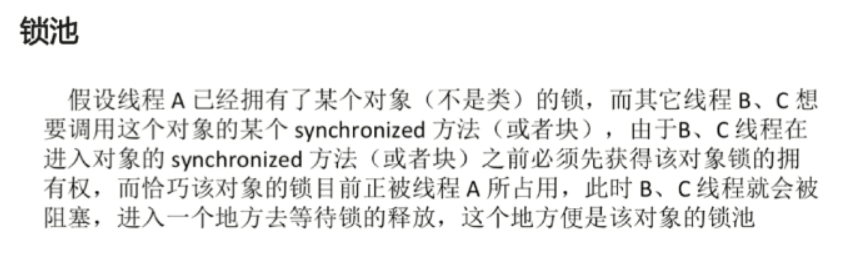 锁池
假设线程 A 已经拥有了某个对象（不是类）的锁，而其它线程 B、C 想
要调用这个对象的某个 synchronized 方法（或者块），由于B、C 线程在
进入对象的 synchronized 方法（或者块）之前必须先获得该对象锁的拥
有权，而恰巧该对象的锁目前正被线程 A 所占用，此时 B、C 线程就会被
阻塞，进入一个地方去等待锁的释放，这个地方便是该对象的锁池